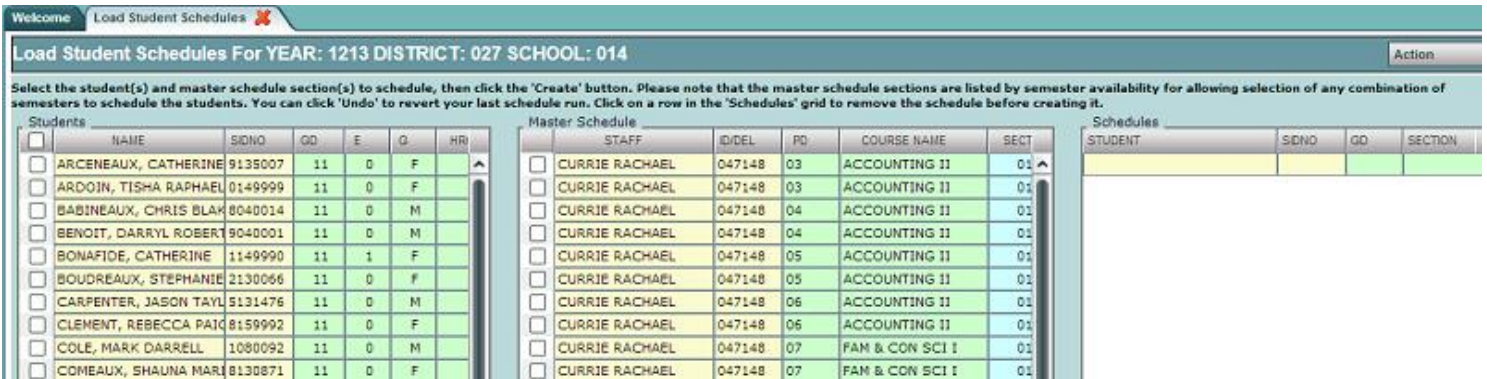 Welcome Load Student Schedules
Load Student Schedules For YEAR: 1213 DISTRICT: 027 SCHOOL: 014 Action
Select the student(s) and master schedule section(s) to schedule, then click the 'Create' button. Please note that the master schedule sections are listed by semester availability for allowing selection of any combination of
semesters to schedule the students. You can click 'Undo' to revert your last schedule run. Click on a row in the 'Schedules' grid to remove the schedule before creating it.
Students Master Schedule Schedules
NAME SIDNO GD E G HR STAFF ID/DEL PD COURSE NAME SECT STUDENT SIDNO GD SECTION
ARCENEAUX, CATHERINE 9135007 11 0 F CURRIE RACHAEL 047148 03 ACCOUNTING II 01
ARDOIN, TISHA RAPHAEL 0149999 11 0 F CURRIE RACHAEL 047148 03 ACCOUNTING II 01
BABINEAUX, CHRIS BLAK 8040014 11 0 M CURRIE RACHAEL 047148 04 ACCOUNTING II 01
BENOIT, DARRYL ROBERT 9040001 11 0 M CURRIE RACHAEL 047148 04 ACCOUNTING II 01
BONAFIDE, CATHERINE 1149990 11 1 F CURRIE RACHAEL 047148 05 ACCOUNTING II 01
BOUDREAUX, STEPHANIE 2130066 11 0 F CURRIE RACHAEL 047148 05 ACCOUNTING II 01
CARPENTER, JASON TAYL 5131476 11 0 M CURRIE RACHAEL 047148 06 ACCOUNTING II 01
CLEMENT, REBECCA PAIG 8159992 11 0 F CURRIE RACHAEL 047148 06 ACCOUNTING II 01
COLE, MARK DARRELL 1080092 11 0 M CURRIE RACHAEL 047148 07 FAM & CON SCI I 01
COMEAUX, SHAUNA MARI 8130871 11 0 F CURRIE RACHAEL 047148 07 FAM & CON SCI I 01